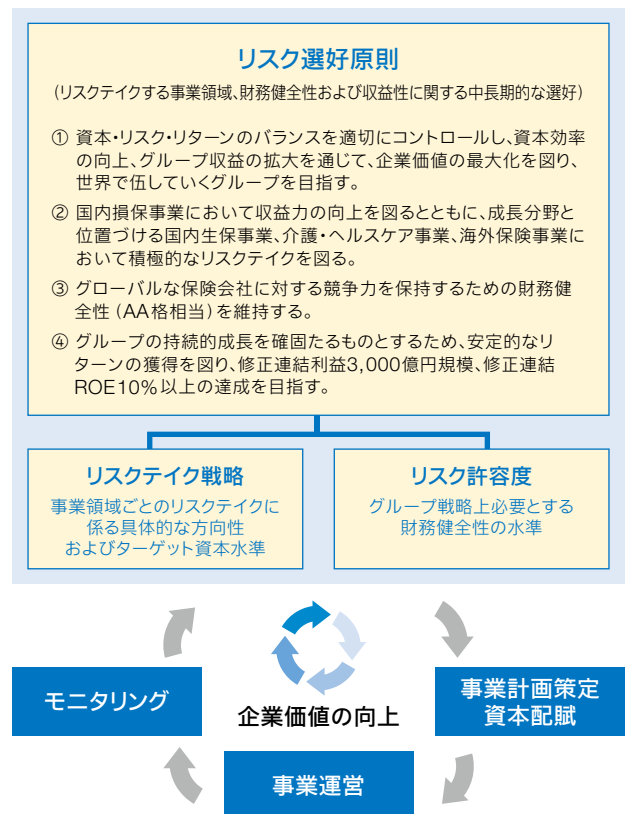 リスク選好原則
(リスクテイクする事業領域、財務健全性および収益性に関する中長期的な選好)
① 資本・リスク・リターンのバランスを適切にコントロールし、資本効率
の向上、グループ収益の拡大を通じて、企業価値の最大化を図り、
世界で伍していくグループを目指す。
② 国内損保事業において収益力の向上を図るとともに、成長分野と
位置づける国内生保事業、介護・ヘルスケア事業、海外保険事業に
おいて積極的なリスクテイクを図る。
③ グローバルな保険会社に対する競争力を保持するための財務健
全性（AA格相当）を維持する。
④ グループの持続的成長を確固たるものとするため、安定的なリ
ターンの獲得を図り、修正連結利益3,000億円規模、修正連結
ROE10%以上の達成を目指す。
リスクテイク戦略
事業領域ごとのリスクテイクに
係る具体的な方向性
およびターゲット資本水準
リスク許容度
グループ戦略上必要とする
財務健全性の水準
モニタリング
企業価値の向上
事業計画策定
資本配賦
事業運営